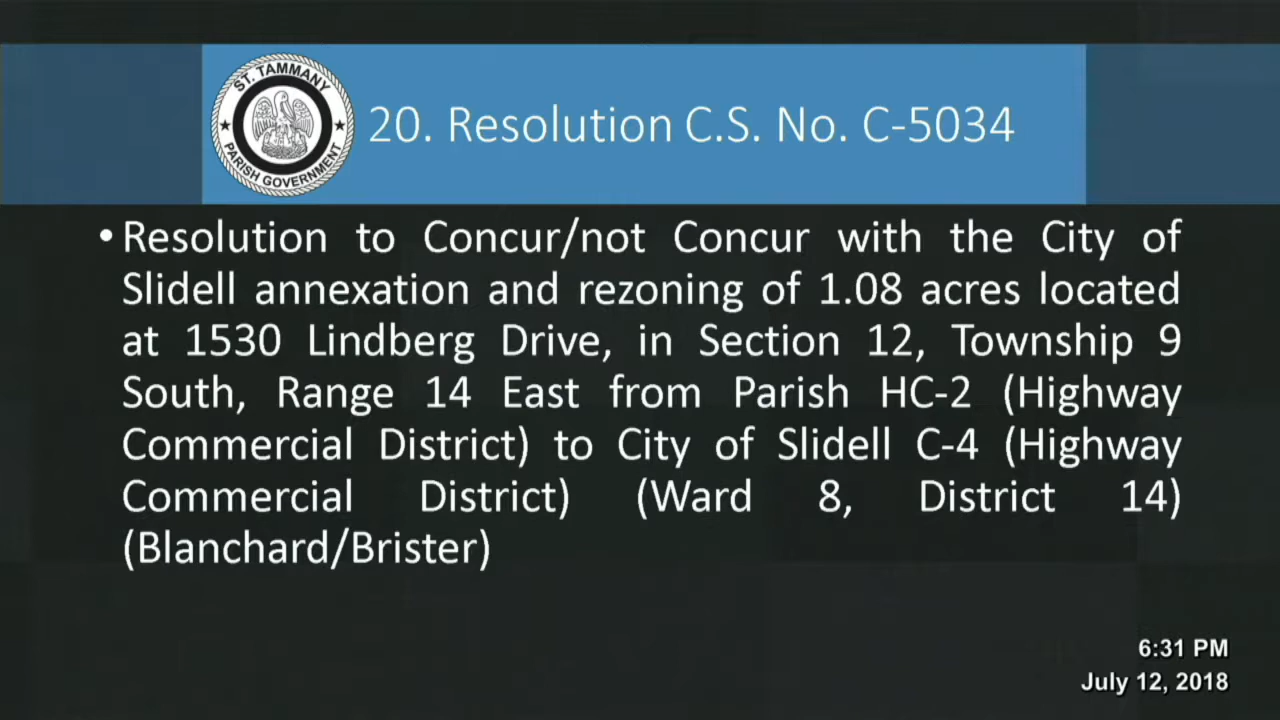 ST. TAMMANY
PARISH GOVERNMENT
20. Resolution C.S. No. C-5034
• Resolution to Concur/not Concur with the City of
Slidell annexation and rezoning of 1.08 acres located
at 1530 Lindberg Drive, in Section 12, Township 9
South, Range 14 East from Parish HC-2 (Highway
Commercial District) to City of Slidell C-4 (Highway
Commercial District) (Ward 8, District 14)
(Blanchard/Brister)
6:31 PM
July 12, 2018